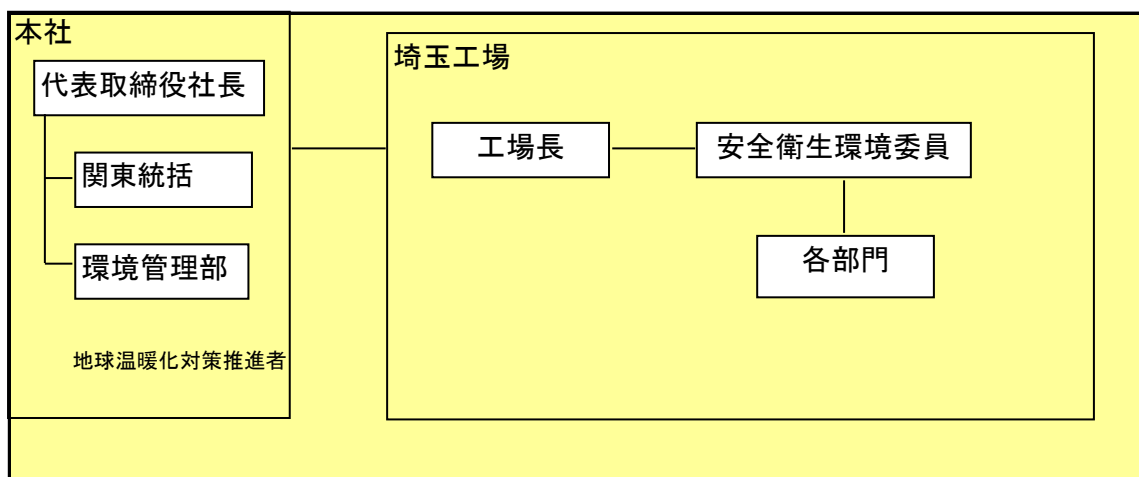 本社
代表取締役社長
関東統括
環境管理部
地球温暖化対策推進者
埼玉工場
工場長
安全衛生環境委員
各部門